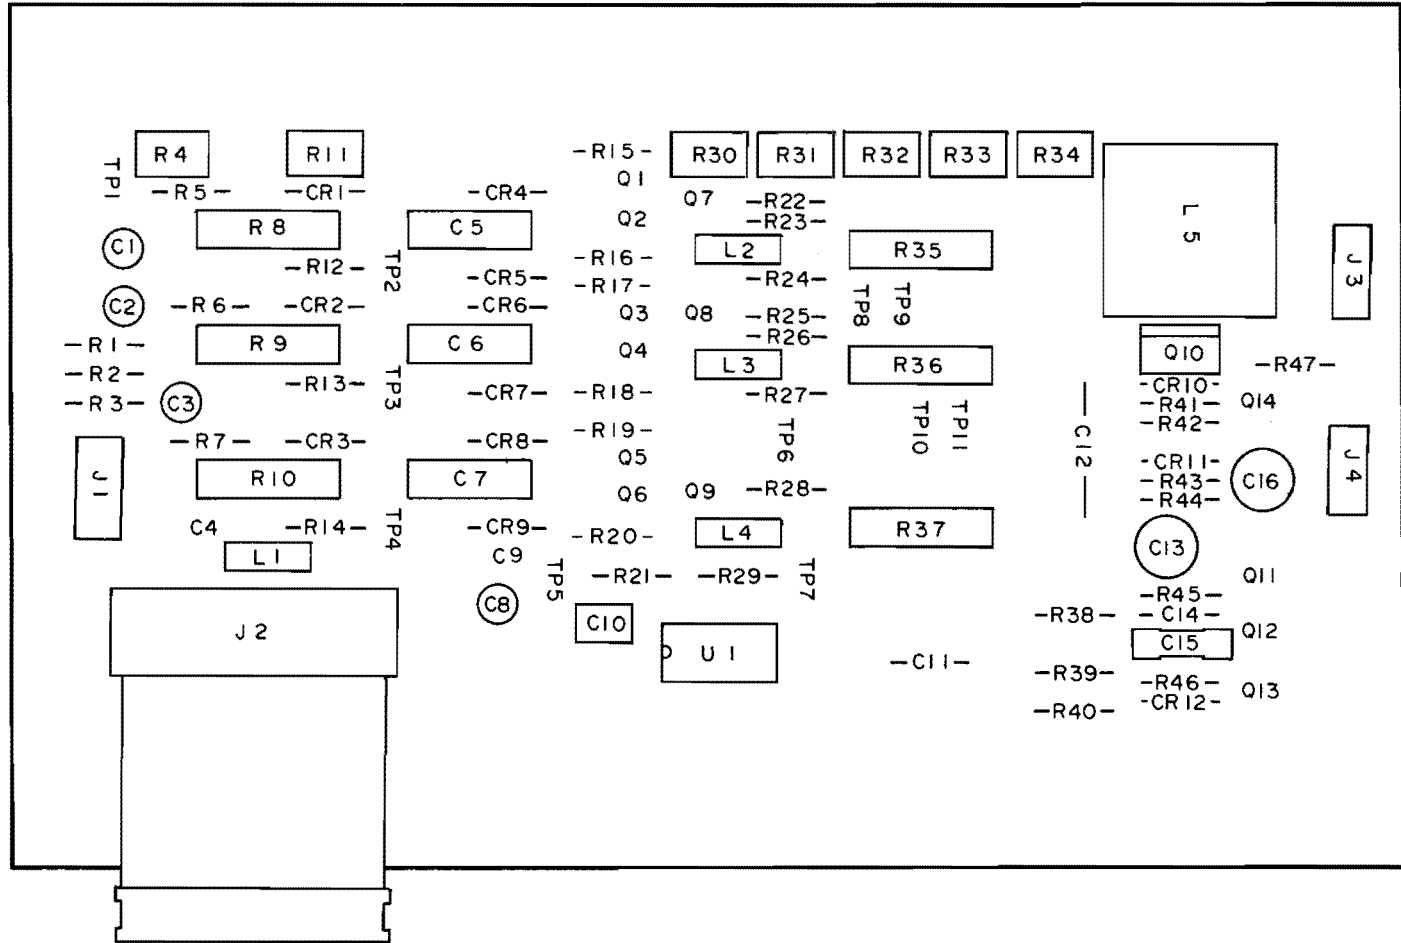 R4
R11
-R15-
R30
R31
R32
R33
R34
TP1
-R5-
-CR1-
-CR4-
Q1
Q7
-R22-
L5
C1
R8
C5
Q2
-R23-
J3
-R12-
TP2
-CR5-
-R16-
L2
-R24-
R35
-R17-
C2
-R6-
-CR2-
-CR6-
Q3
Q8
-R25-
TP8
TP9
-R1-
R9
C6
Q4
-R26-
Q10
-R2-
-R13-
TP3
-CR7-
-R18-
L3
-R27-
R36
-R47-
-R3-
C3
-CR10-
-R41-
Q14
-R42-
-R7-
-CR3-
-CR8-
-R19-
TP6
TP10
TP11
-C12-
J1
R10
C7
Q5
-CR11-
C16
J4
Q6
Q9
-R28-
-R43-
-R44-
C4
-R14-
TP4
-CR9-
-R20-
L4
R37
C13
L1
C9
TP5
-R21-
-R29-
TP7
Q11
C8
-R45-
J2
C10
-R38-
-C14-
Q12
U1
-C11-
C15
-R39-
-R46-
Q13
-CR12-
-R40-